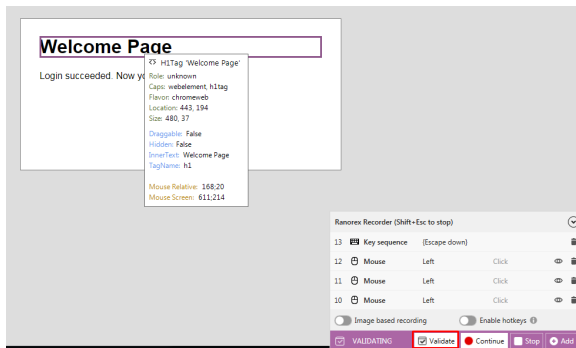 Welcome Page
Login succeeded. Now yo
H1Tag 'Welcome Page'
Role: unknown
Caps: webelement, h1tag
Flavor: chromeweb
Location: 443, 194
Size: 480, 37
Draggable: False
Hidden: False
InnerText: Welcome Page
TagName: h1
Mouse Relative: 168;20
Mouse Screen: 611;214
Ranorex Recorder (Shift+Esc to stop)
13 Key sequence (Escape down)
12 Mouse Left Click
11 Mouse Left Click
10 Mouse Left Click
Image based recording Enable hotkeys
VALIDATING Validate Continue Stop Add